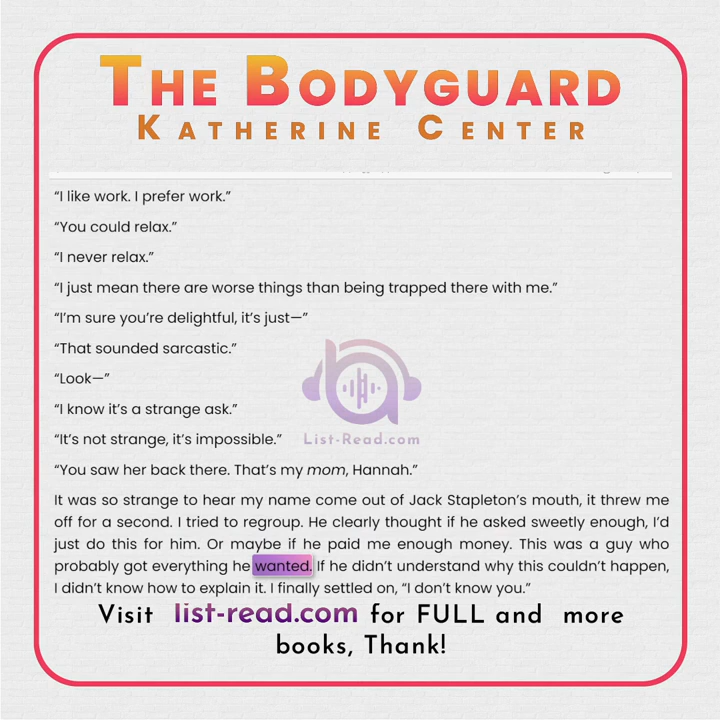 THE BODYGUARD
KATHERINE CENTER
“I like work. I prefer work.”
“You could relax.”
“I never relax.”
“I just mean there are worse things than being trapped there with me.”
“I’m sure you’re delightful, it’s just—”
“That sounded sarcastic.”
“Look—”
“I know it’s a strange ask.”
“It’s not strange, it’s impossible.”
List-Read.com
“You saw her back there. That’s my mom, Hannah.”
It was so strange to hear my name come out of Jack Stapleton’s mouth, it threw me
off for a second. I tried to regroup. He clearly thought if he asked sweetly enough, I’d
just do this for him. Or maybe if he paid me enough money. This was a guy who
probably got everything he wanted. If he didn’t understand why this couldn’t happen,
I didn’t know how to explain it. I finally settled on, “I don’t know you.”
Visit list-read.com for FULL and more
books, Thank!